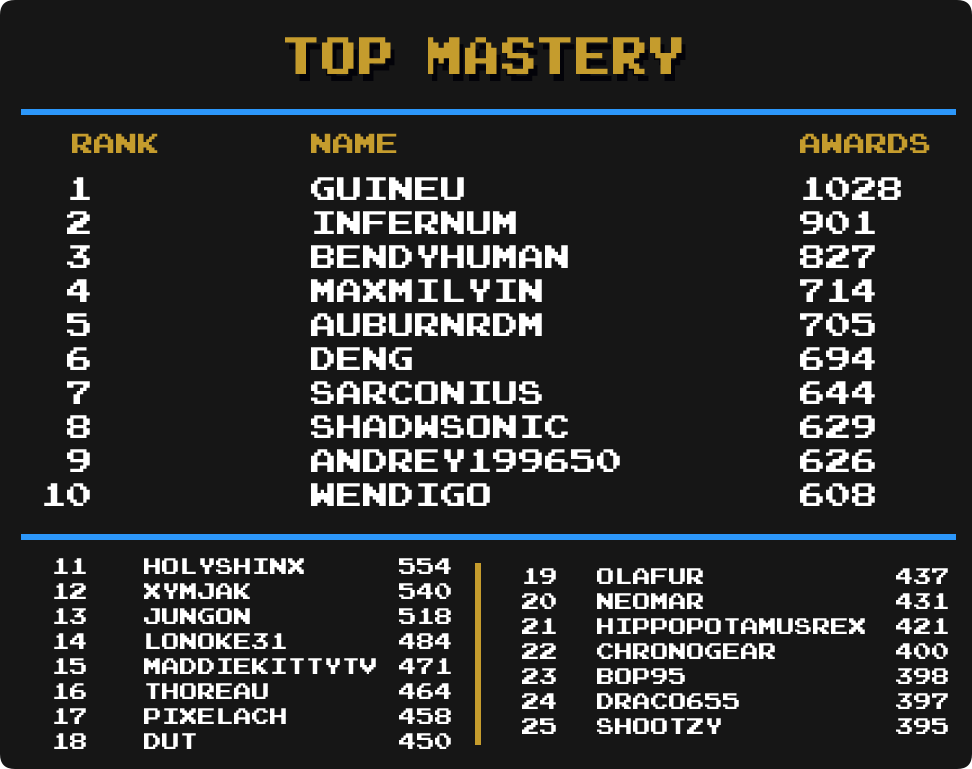 TOP MASTERY
RANK NAME AWARDS
1 GUINEU 1028
2 INFERNUM 901
3 BENDYHUMAN 827
4 MAXMILYIN 714
5 AUBURNRDM 705
6 DENG 694
7 SARCONIUS 644
8 SHADWSONIC 629
9 ANDREY199650 626
10 WENDIGO 608
11 HOLYSHINX 554
12 XYMJAK 540
13 JUNGON 518
14 LONOKE31 484
15 MADDIEKITTYTV 471
16 THOREAU 464
17 PIXELACH 458
18 DUT 450
19 OLAFUR 437
20 NEOMAR 431
21 HIPPOPOTAMUSREX 421
22 CHRONOGEAR 400
23 BOP95 398
24 DRACO655 397
25 SHOOTZY 395